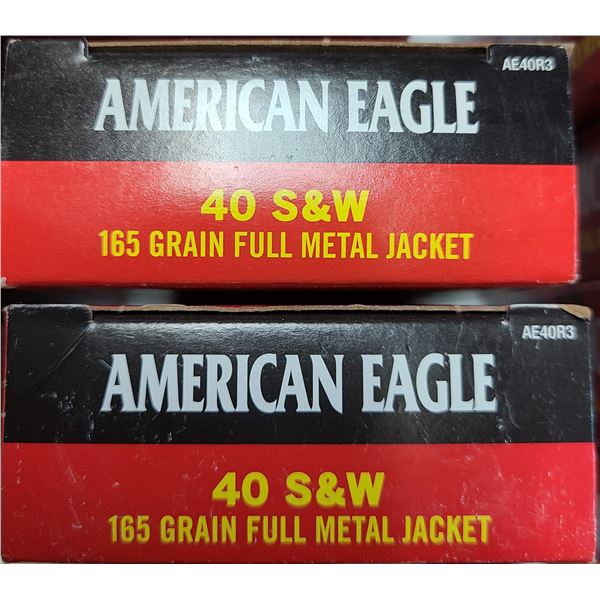 AE40R3
AMERICAN EAGLE
40 S&W
165 GRAIN FULL METAL JACKET
AE40R3
AMERICAN EAGLE
40 S&W
165 GRAIN FULL METAL JACKET